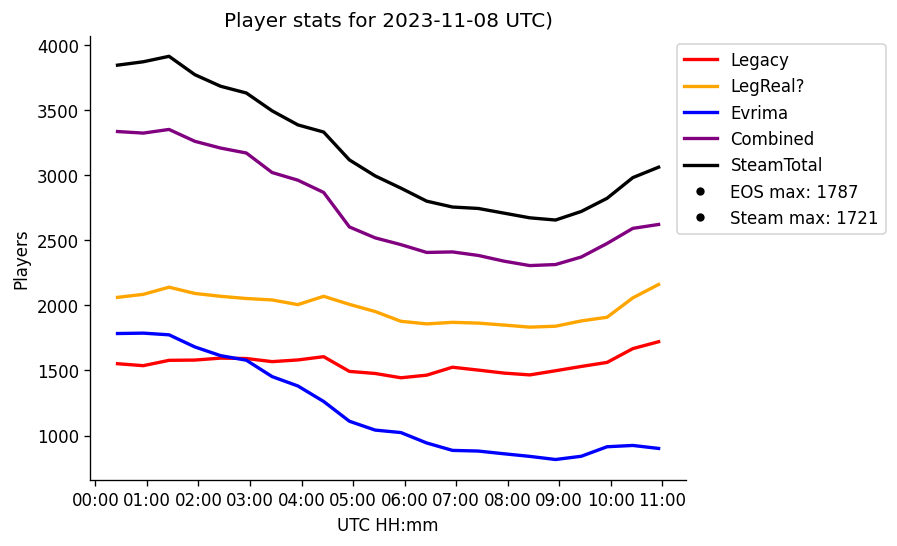 Player stats for 2023-11-08 UTC)
4000
3500
3000
2500
2000
1500
1000
Players
00:00 01:00 02:00 03:00 04:00 05:00 06:00 07:00 08:00 09:00 10:00 11:00
UTC HH:mm
Legacy
LegReal?
Evrima
Combined
SteamTotal
EOS max: 1787
Steam max: 1721